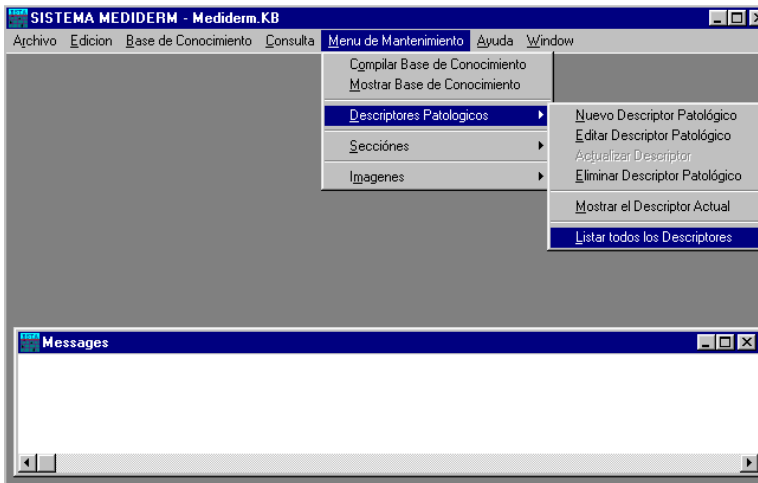 SISTEMA MEDIDERM - Mediderm.KB
Archivo Edicion Base de Conocimiento Consulta Menu de Mantenimiento Ayuda Window
Compilar Base de Conocimiento
Mostrar Base de Conocimiento
Descriptores Patologicos
Secciónes
Imagenes
Nuevo Descriptor Patológico
Editar Descriptor Patológico
Actualizar Descriptor
Eliminar Descriptor Patológico
Mostrar el Descriptor Actual
Listar todos los Descriptores
Messages